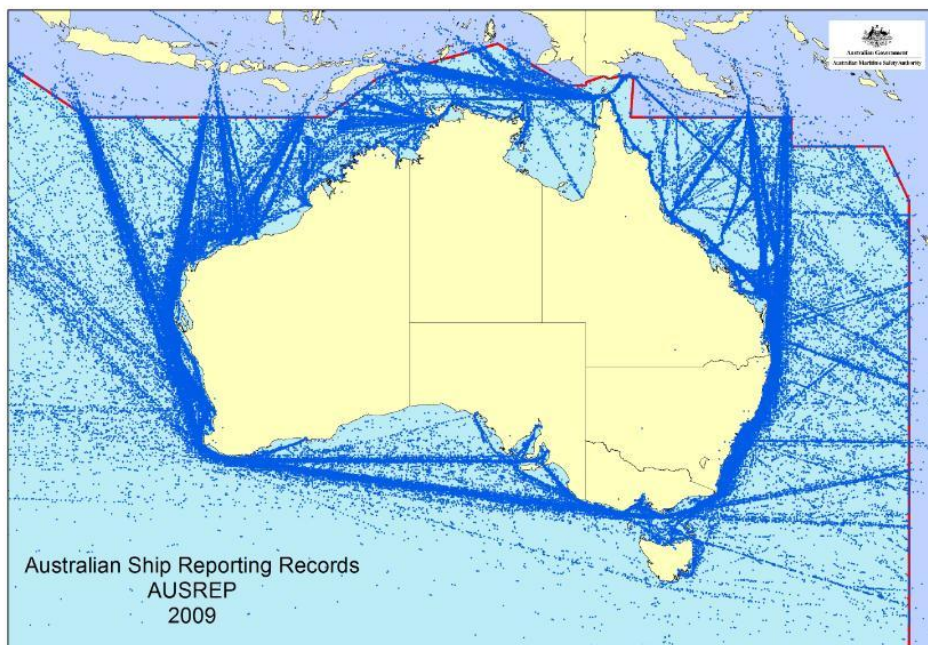 Australian Government
Australian Maritime Safety Authority
Australian Ship Reporting Records
AUSREP
2009